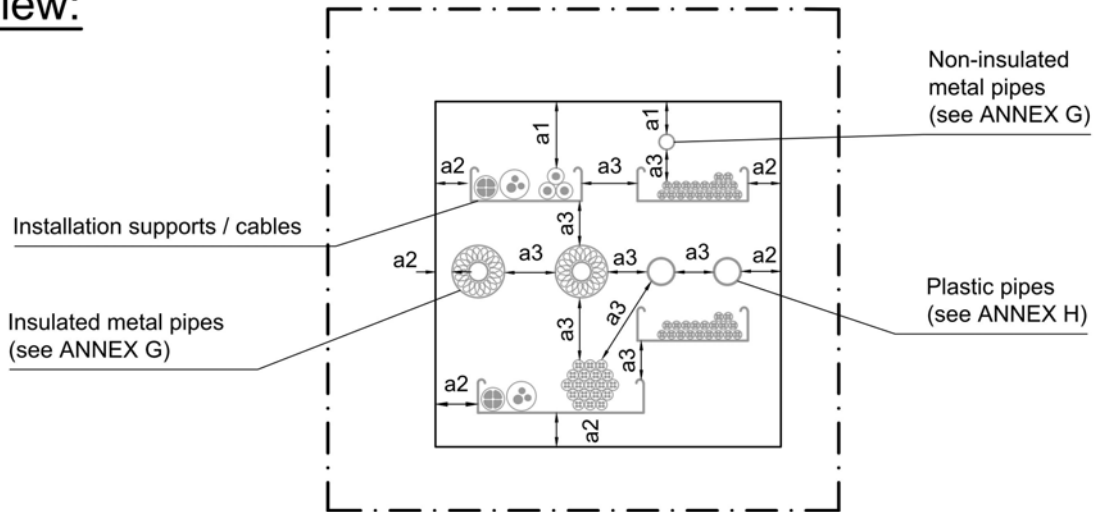 iew:
Non-insulated
metal pipes
(see ANNEX G)
a1
a1
a2
a3
a3
a2
Installation supports / cables
a3
a2
a3
a3
a3
a2
Insulated metal pipes
(see ANNEX G)
a3
a3
Plastic pipes
(see ANNEX H)
a3
a2
a2